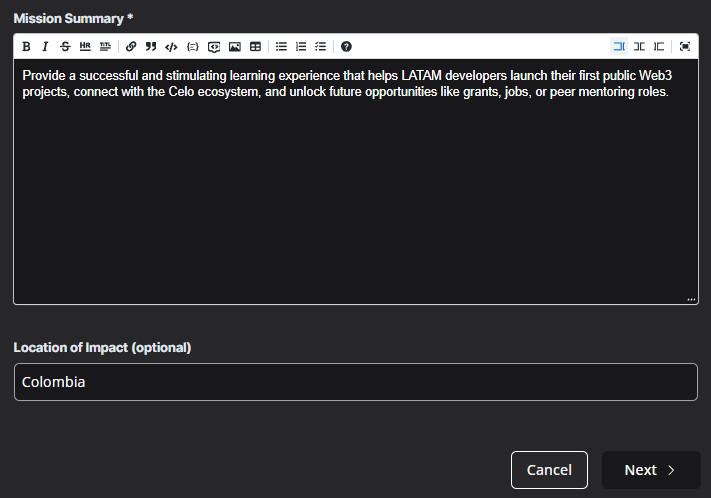 Mission Summary *
Provide a successful and stimulating learning experience that helps LATAM developers launch their first public Web3
projects, connect with the Celo ecosystem, and unlock future opportunities like grants, jobs, or peer mentoring roles.
Location of Impact (optional)
Colombia
Cancel
Next